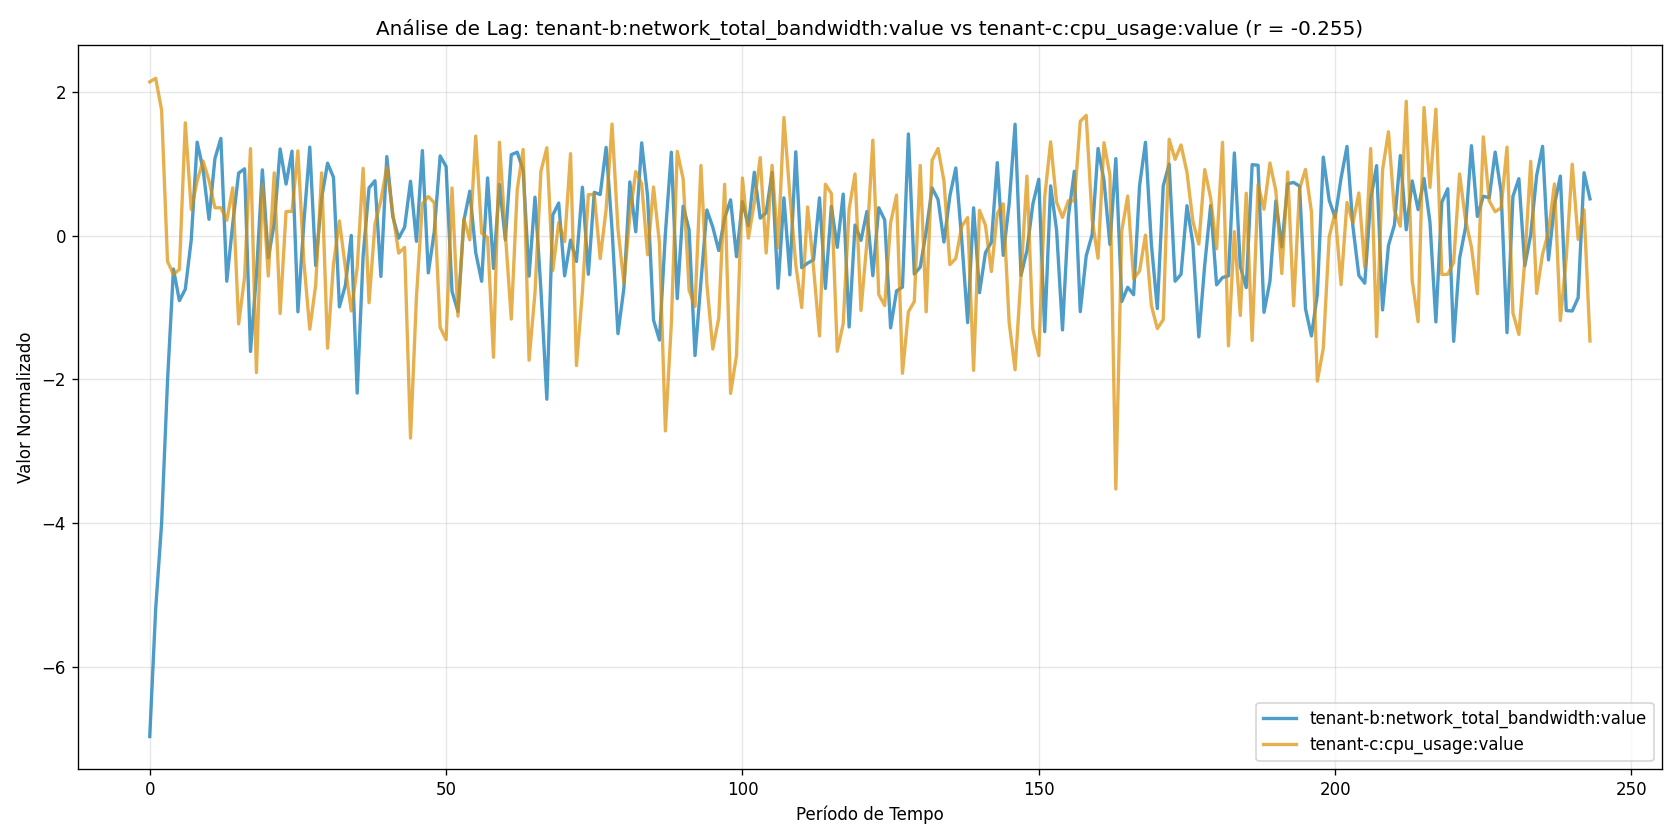 Análise de Lag: tenant-b:network_total_bandwidth:value vs tenant-c:cpu_usage:value (r = -0.255)
Valor Normalizado
2
0
−2
−4
−6
0 50 100 150 200 250
Período de Tempo
tenant-b:network_total_bandwidth:value
tenant-c:cpu_usage:value